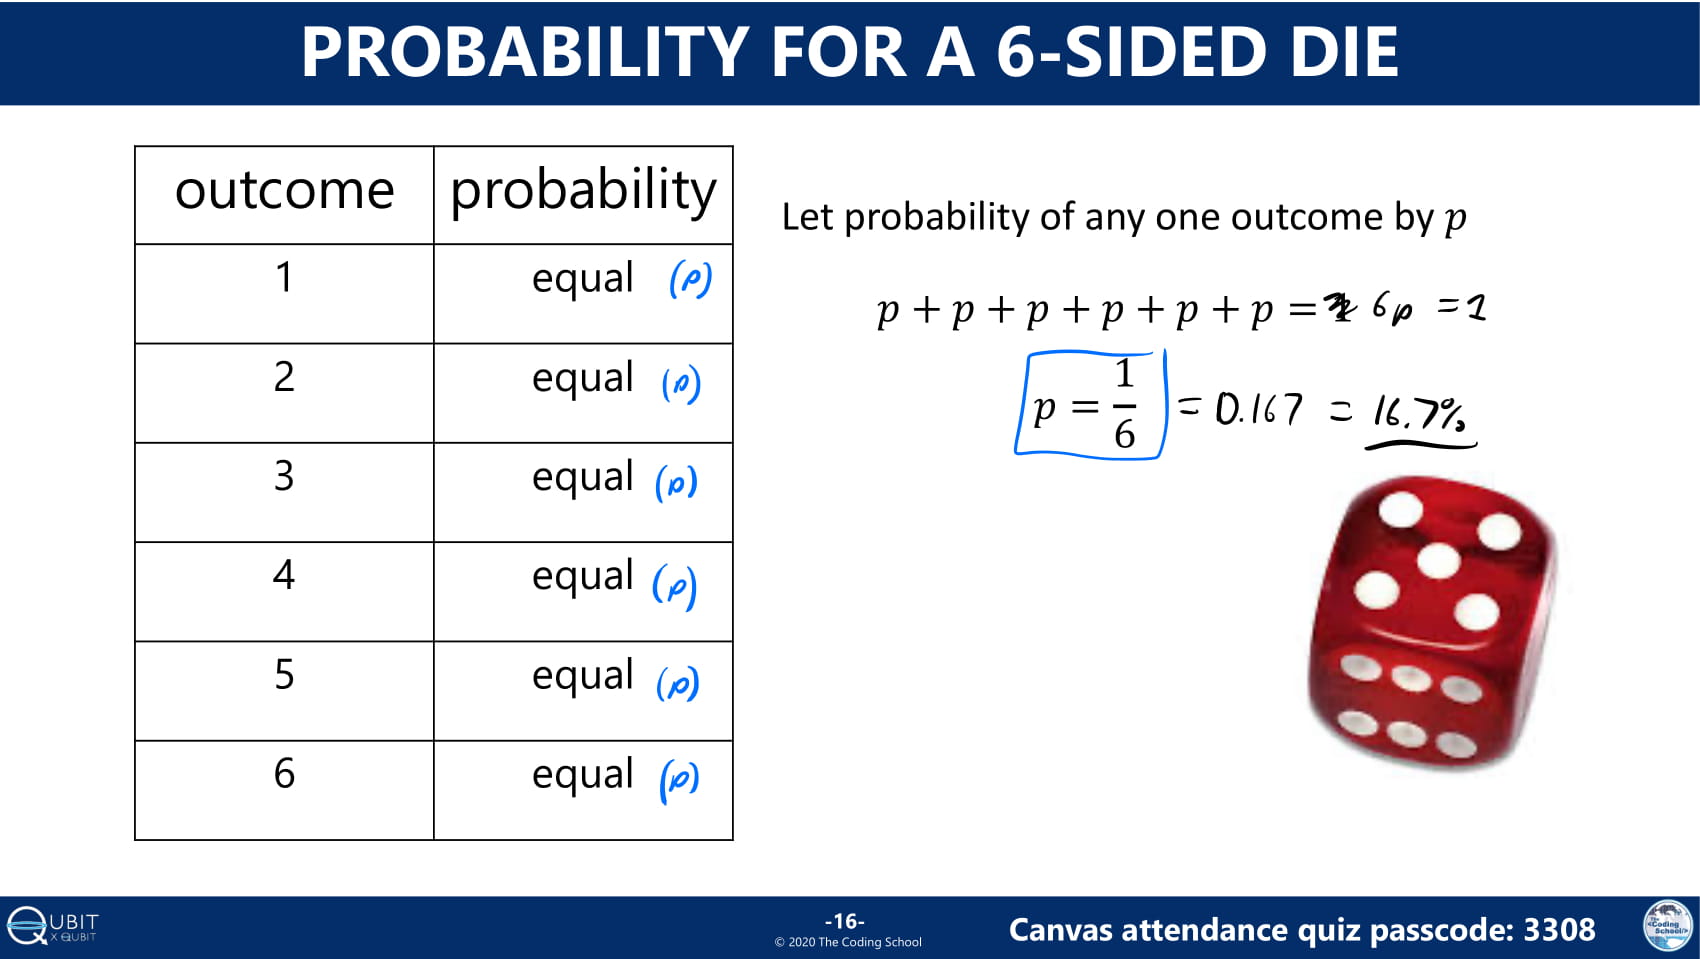 PROBABILITY FOR A 6-SIDED DIE
outcome probability
1 equal (p)
2 equal (p)
3 equal (p)
4 equal (p)
5 equal (p)
6 equal (p)
Let probability of any one outcome by p
p + p + p + p + p + p = 6p = 1
p = 1/6 = 0.167 = 16.7%
QUBIT
X QUBIT
-16-
© 2020 The Coding School
Canvas attendance quiz passcode: 3308
The
<Coding
School/>